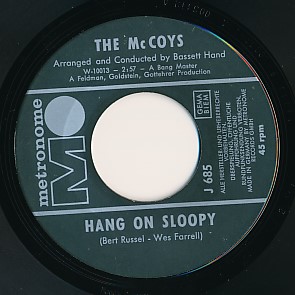 THE McCOYS
Arranged and Conducted by Bassett Hand
W-10013 - 2:57 - A Bang Master
A Feldman, Goldstein, Gottehrer Production
metronome
M
GEMA
BIEM
J 685
45 rpm
HANG ON SLOOPY
(Bert Russel - Wes Farrell)